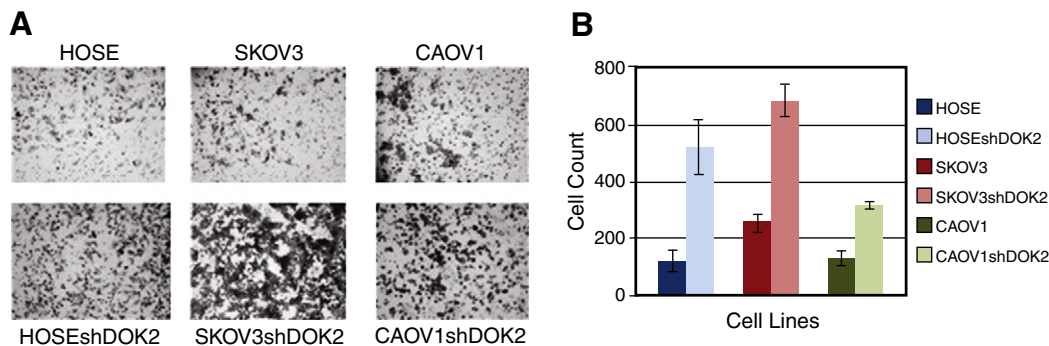 A
HOSE SKOV3 CAOV1
HOSEshDOK2 SKOV3shDOK2 CAOV1shDOK2
B
Cell Count
800
600
400
200
0
Cell Lines
HOSE
HOSEshDOK2
SKOV3
SKOV3shDOK2
CAOV1
CAOV1shDOK2